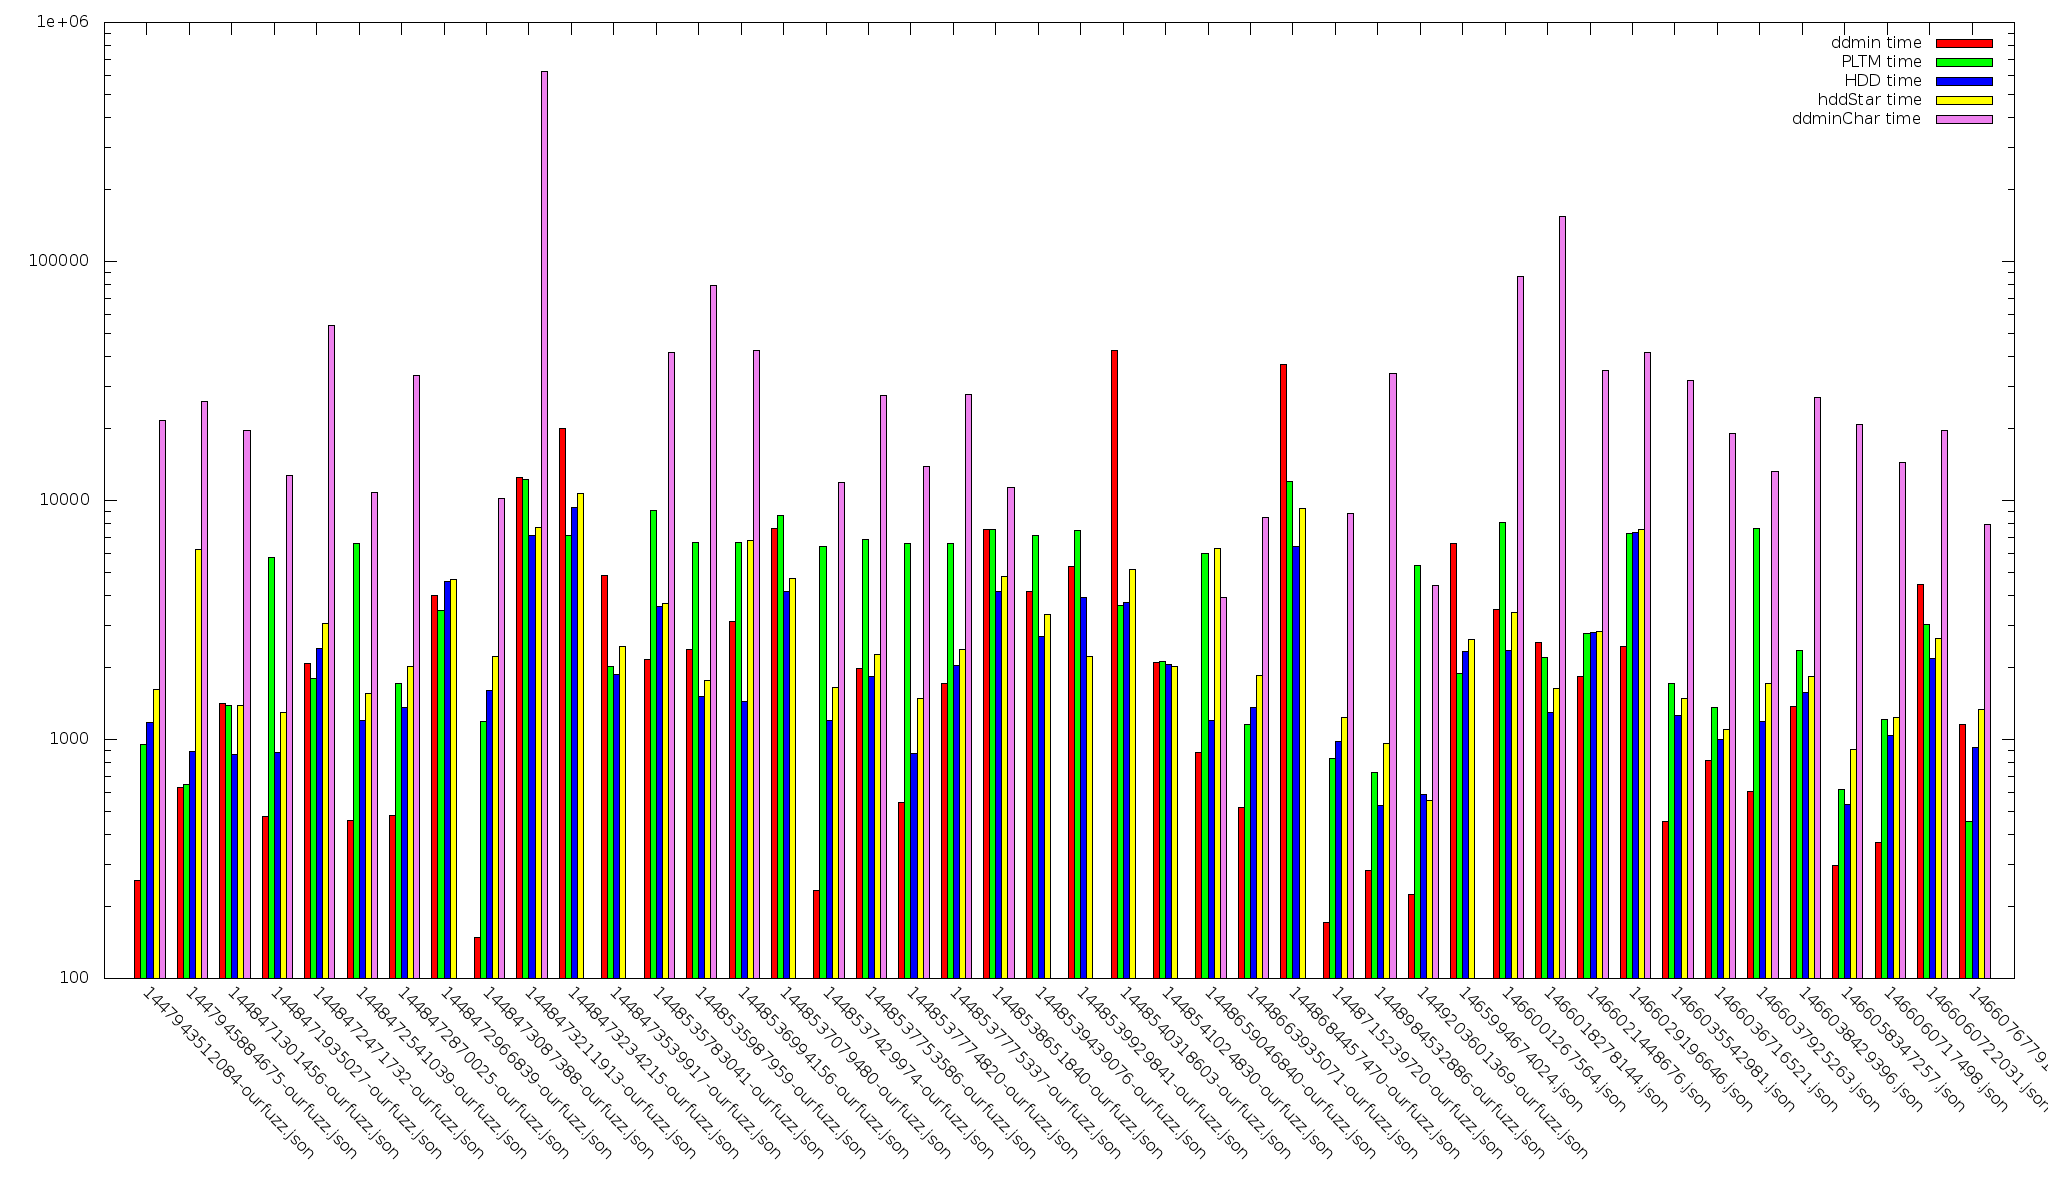 1e+06
100000
10000
1000
100
ddmin time
PLTM time
HDD time
hddStar time
ddminChar time
1447943512084-ourfuzz.json
1447945884675-ourfuzz.json
1448471301456-ourfuzz.json
1448471935027-ourfuzz.json
1448472471732-ourfuzz.json
1448472541039-ourfuzz.json
1448472870025-ourfuzz.json
1448472966839-ourfuzz.json
1448473087388-ourfuzz.json
1448473211913-ourfuzz.json
1448473234215-ourfuzz.json
1448473539917-ourfuzz.json
1448535783041-ourfuzz.json
1448535987959-ourfuzz.json
1448536994156-ourfuzz.json
1448537079480-ourfuzz.json
1448537429974-ourfuzz.json
1448537753586-ourfuzz.json
1448537774820-ourfuzz.json
1448537775337-ourfuzz.json
1448538651840-ourfuzz.json
1448539439076-ourfuzz.json
1448539929841-ourfuzz.json
1448540318603-ourfuzz.json
1448541024830-ourfuzz.json
1448659046840-ourfuzz.json
1448663935071-ourfuzz.json
1448684457470-ourfuzz.json
1448715239720-ourfuzz.json
1448984532886-ourfuzz.json
1449203601369-ourfuzz.json
1465994674024.json
1466001267564.json
1466018278144.json
1466021448676.json
1466029196646.json
1466035542981.json
1466036716521.json
1466037925263.json
1466038429396.json
1466058347257.json
1466060717498.json
1466060722031.json